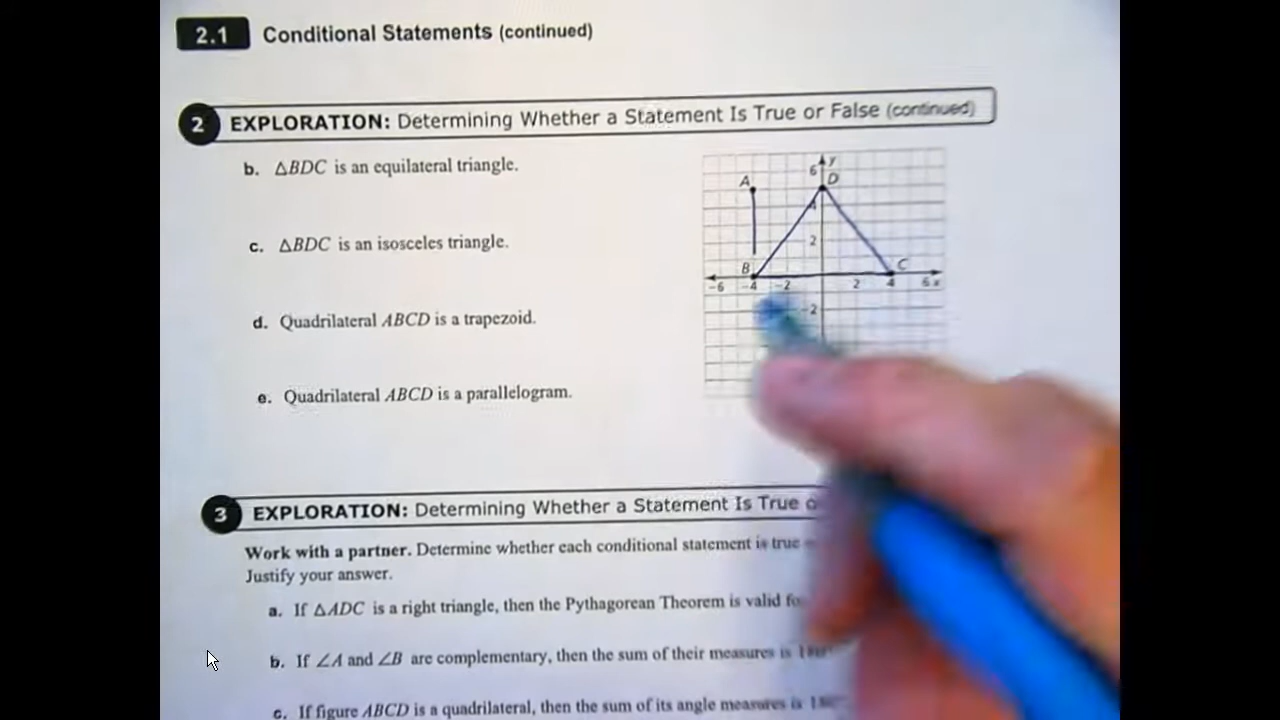 2.1 Conditional Statements (continued)
2 EXPLORATION: Determining Whether a Statement Is True or False (continued)
b. △BDC is an equilateral triangle.
c. △BDC is an isosceles triangle.
d. Quadrilateral ABCD is a trapezoid.
e. Quadrilateral ABCD is a parallelogram.
6 y
A D
4
2
B C
-6 -4 -2 2 4 6 x
-2
3 EXPLORATION: Determining Whether a Statement Is True
Work with a partner. Determine whether each conditional statement is true
Justify your answer.
a. If △ADC is a right triangle, then the Pythagorean Theorem is valid
b. If ∠A and ∠B are complementary, then the sum of their measures is
c. If figure ABCD is a quadrilateral, then the sum of its angle measures is